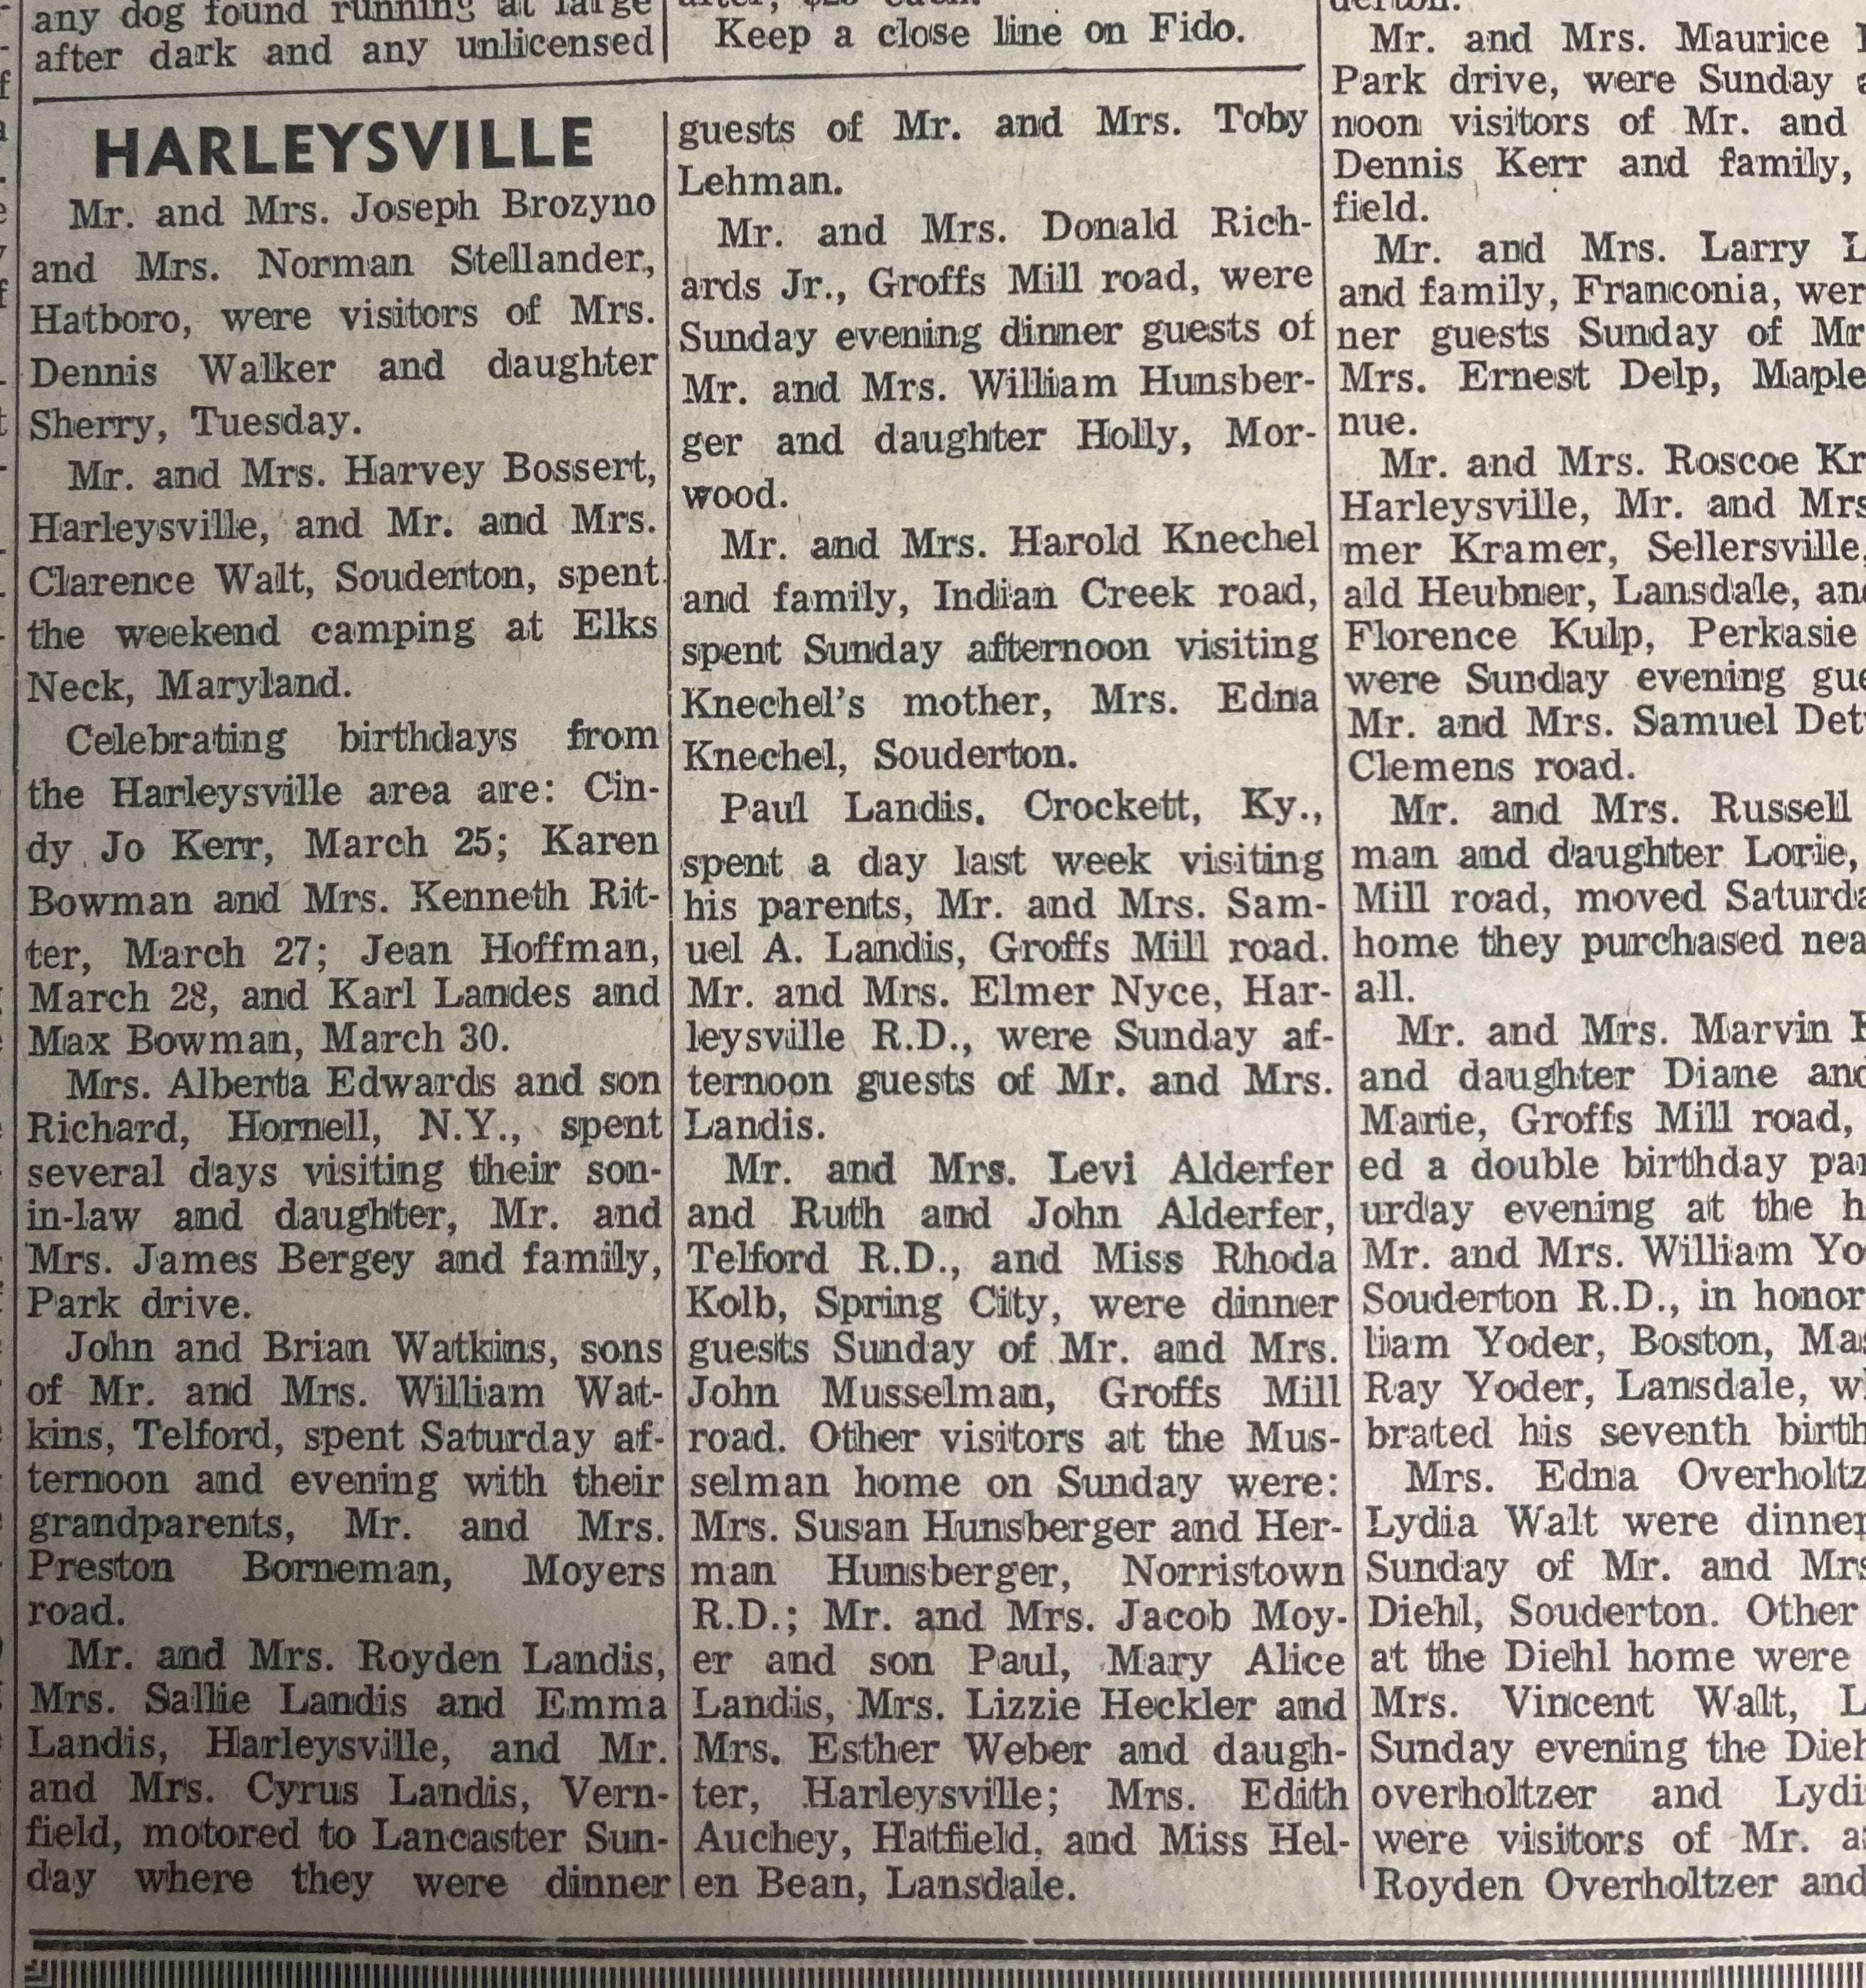 any dog found running at large
after dark and any unlicensed
Keep a close line on Fido.
HARLEYSVILLE
Mr. and Mrs. Joseph Brozyno
and Mrs. Norman Stellander,
Hatboro, were visitors of Mrs.
Dennis Walker and daughter
Sherry, Tuesday.
Mr. and Mrs. Harvey Bossert,
Harleysville, and Mr. and Mrs.
Clarence Walt, Souderton, spent
the weekend camping at Elks
Neck, Maryland.
Celebrating birthdays from
the Harleysville area are: Cin-
dy Jo Kerr, March 25; Karen
Bowman and Mrs. Kenneth Rit-
ter, March 27; Jean Hoffman,
March 28, and Karl Landes and
Max Bowman, March 30.
Mrs. Alberta Edwards and son
Richard, Hornell, N.Y., spent
several days visiting their son-
in-law and daughter, Mr. and
Mrs. James Bergey and family,
Park drive.
John and Brian Watkins, sons
of Mr. and Mrs. William Wat-
kins, Telford, spent Saturday af-
ternoon and evening with their
grandparents, Mr. and Mrs.
Preston Borneman, Moyers
road.
Mr. and Mrs. Royden Landis,
Mrs. Sallie Landis and Emma
Landis, Harleysville, and Mr.
and Mrs. Cyrus Landis, Vern-
field, motored to Lancaster Sun-
day where they were dinner
guests of Mr. and Mrs. Toby
Lehman.
Mr. and Mrs. Donald Rich-
ards Jr., Groffs Mill road, were
Sunday evening dinner guests of
Mr. and Mrs. William Hunsber-
ger and daughter Holly, Mor-
wood.
Mr. and Mrs. Harold Knechel
and family, Indian Creek road,
spent Sunday afternoon visiting
Knechel's mother, Mrs. Edna
Knechel, Souderton.
Paul Landis. Crockett, Ky.,
spent a day last week visiting
his parents, Mr. and Mrs. Sam-
uel A. Landis, Groffs Mill road.
Mr. and Mrs. Elmer Nyce, Har-
leysville R.D., were Sunday af-
ternoon guests of Mr. and Mrs.
Landis.
Mr. and Mrs. Levi Alderfer
and Ruth and John Alderfer,
Telford R.D., and Miss Rhoda
Kolb, Spring City, were dinner
guests Sunday of Mr. and Mrs.
John Musselman, Groffs Mill
road. Other visitors at the Mus-
selman home on Sunday were:
Mrs. Susan Hunsberger and Her-
man Hunsberger, Norristown
R.D.; Mr. and Mrs. Jacob Moy-
er and son Paul, Mary Alice
Landis, Mrs. Lizzie Heckler and
Mrs. Esther Weber and daugh-
ter, Harleysville; Mrs. Edith
Auchey, Hatfield, and Miss Hel-
en Bean, Lansdale.
Mr. and Mrs. Maurice
Park drive, were Sunday
noon visitors of Mr. and
Dennis Kerr and family,
field.
Mr. and Mrs. Larry
and family, Franconia, wer
ner guests Sunday of Mr
Mrs. Ernest Delp, Maple
nue.
Mr. and Mrs. Roscoe Kr
Harleysville, Mr. and Mrs
mer Kramer, Sellersville,
ald Heubner, Lansdale, and
Florence Kulp, Perkasie
were Sunday evening gue
Mr. and Mrs. Samuel Det
Clemens road.
Mr. and Mrs. Russell
man and daughter Lorie,
Mill road, moved Saturda
home they purchased nea
all.
Mr. and Mrs. Marvin
and daughter Diane and
Marie, Groffs Mill road,
ed a double birthday par
urday evening at the h
Mr. and Mrs. William Yo
Souderton R.D., in honor
liam Yoder, Boston, Mas
Ray Yoder, Lansdale, w
brated his seventh birth
Mrs. Edna Overholtz
Lydia Walt were dinner
Sunday of Mr. and Mrs
Diehl, Souderton. Other
at the Diehl home were
Mrs. Vincent Walt, L
Sunday evening the Dieh
overholtzer and Lydi
were visitors of Mr. a
Royden Overholtzer and